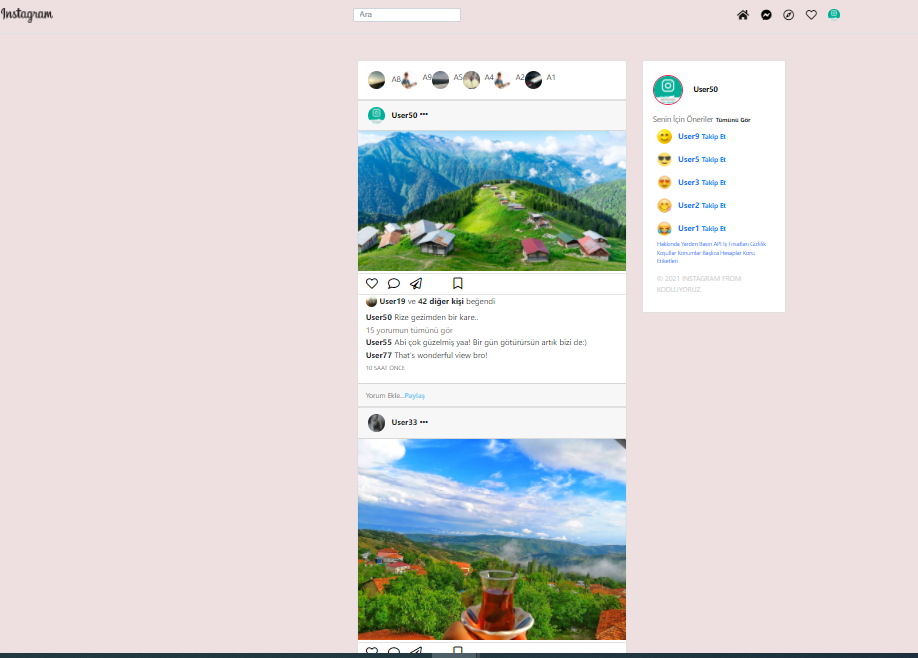 Instagram
Ara
A8 A9 A5 A4 A2 A1
User50 •••
User19 ve 42 diğer kişi beğendi
User50 Rize gezimden bir kare..
15 yorumun tümünü gör
User55 Abi çok güzelmiş yaa! Bir gün götürürsün artık bizi de:)
User77 That's wonderful view bro!
10 SAAT ÖNCE
Yorum Ekle...Paylaş
User33 •••
User50
Senin İçin Öneriler Tümünü Gör
User9 Takip Et
User5 Takip Et
User3 Takip Et
User2 Takip Et
User1 Takip Et
Hakkında Yardım Basın API İş Fırsatları Gizlilik
Koşullar Konumlar Başlıca Hesaplar Konu
Etiketleri
© 2021 INSTAGRAM FROM
KODLUYORUZ